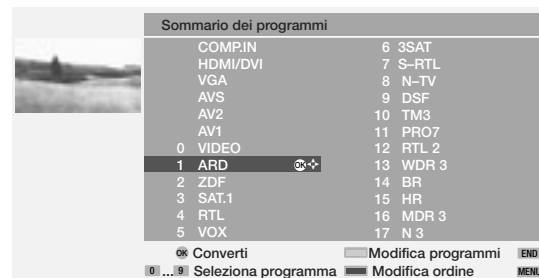 Sommario dei programmi
COMP.IN
HDMI/DVI
VGA
AVS
AV2
AV1
0 VIDEO
1 ARD OK
2 ZDF
3 SAT.1
4 RTL
5 VOX
6 3SAT
7 S–RTL
8 N–TV
9 DSF
10 TM3
11 PRO7
12 RTL 2
13 WDR 3
14 BR
15 HR
16 MDR 3
17 N 3
OK Converti
Modifica programmi END
0 ... 9 Seleziona programma
Modifica ordine MENU